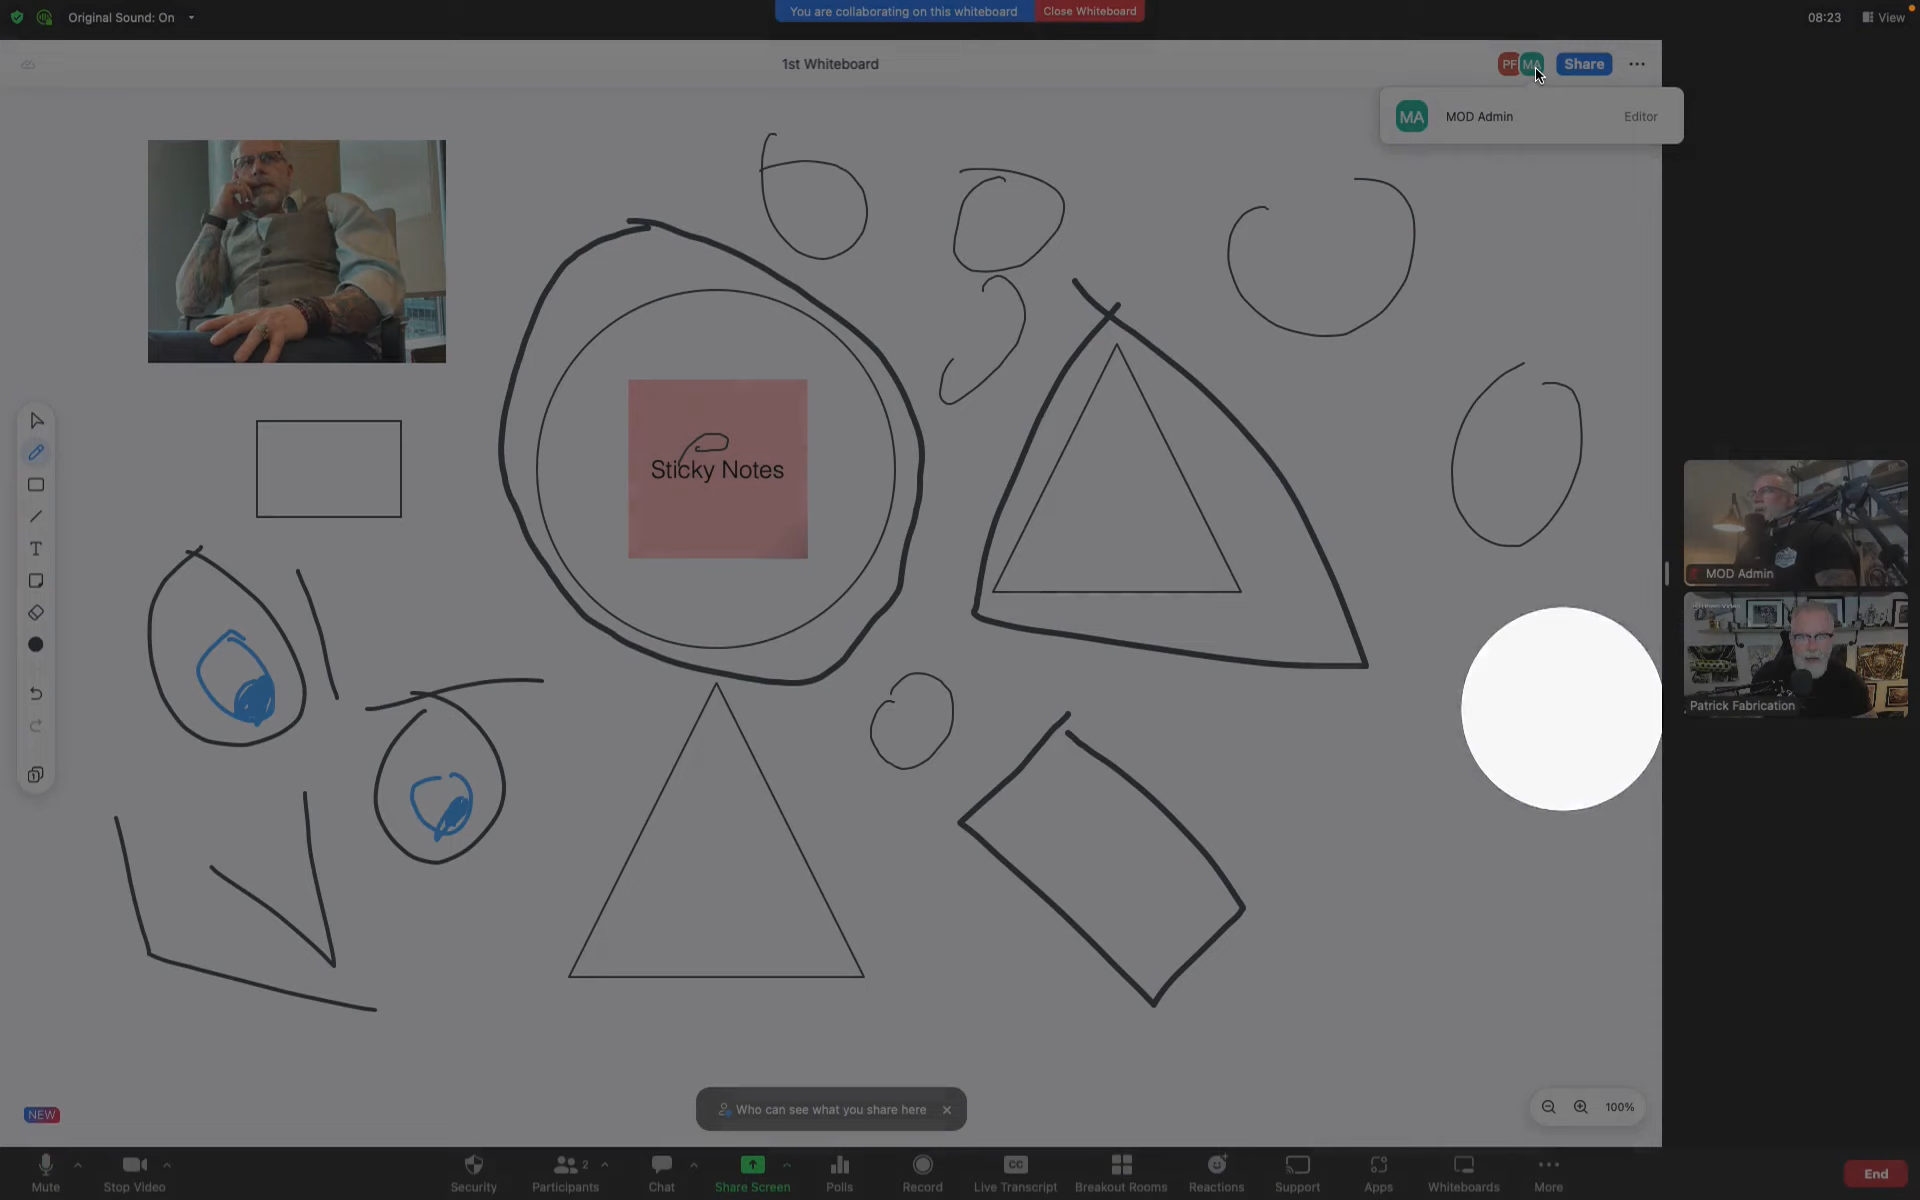 Original Sound: On
You are collaborating on this whiteboard
Close Whiteboard
08:23
View
1st Whiteboard
PF
MA
Share
MA
MOD Admin
Editor
Sticky Notes
T
MOD Admin
Patrick Fabrication
NEW
Who can see what you share here
100%
Mute
Stop Video
Security
2
Participants
Chat
Share Screen
Polls
Record
CC
Live Transcript
Breakout Rooms
Reactions
Support
Apps
Whiteboards
More
End